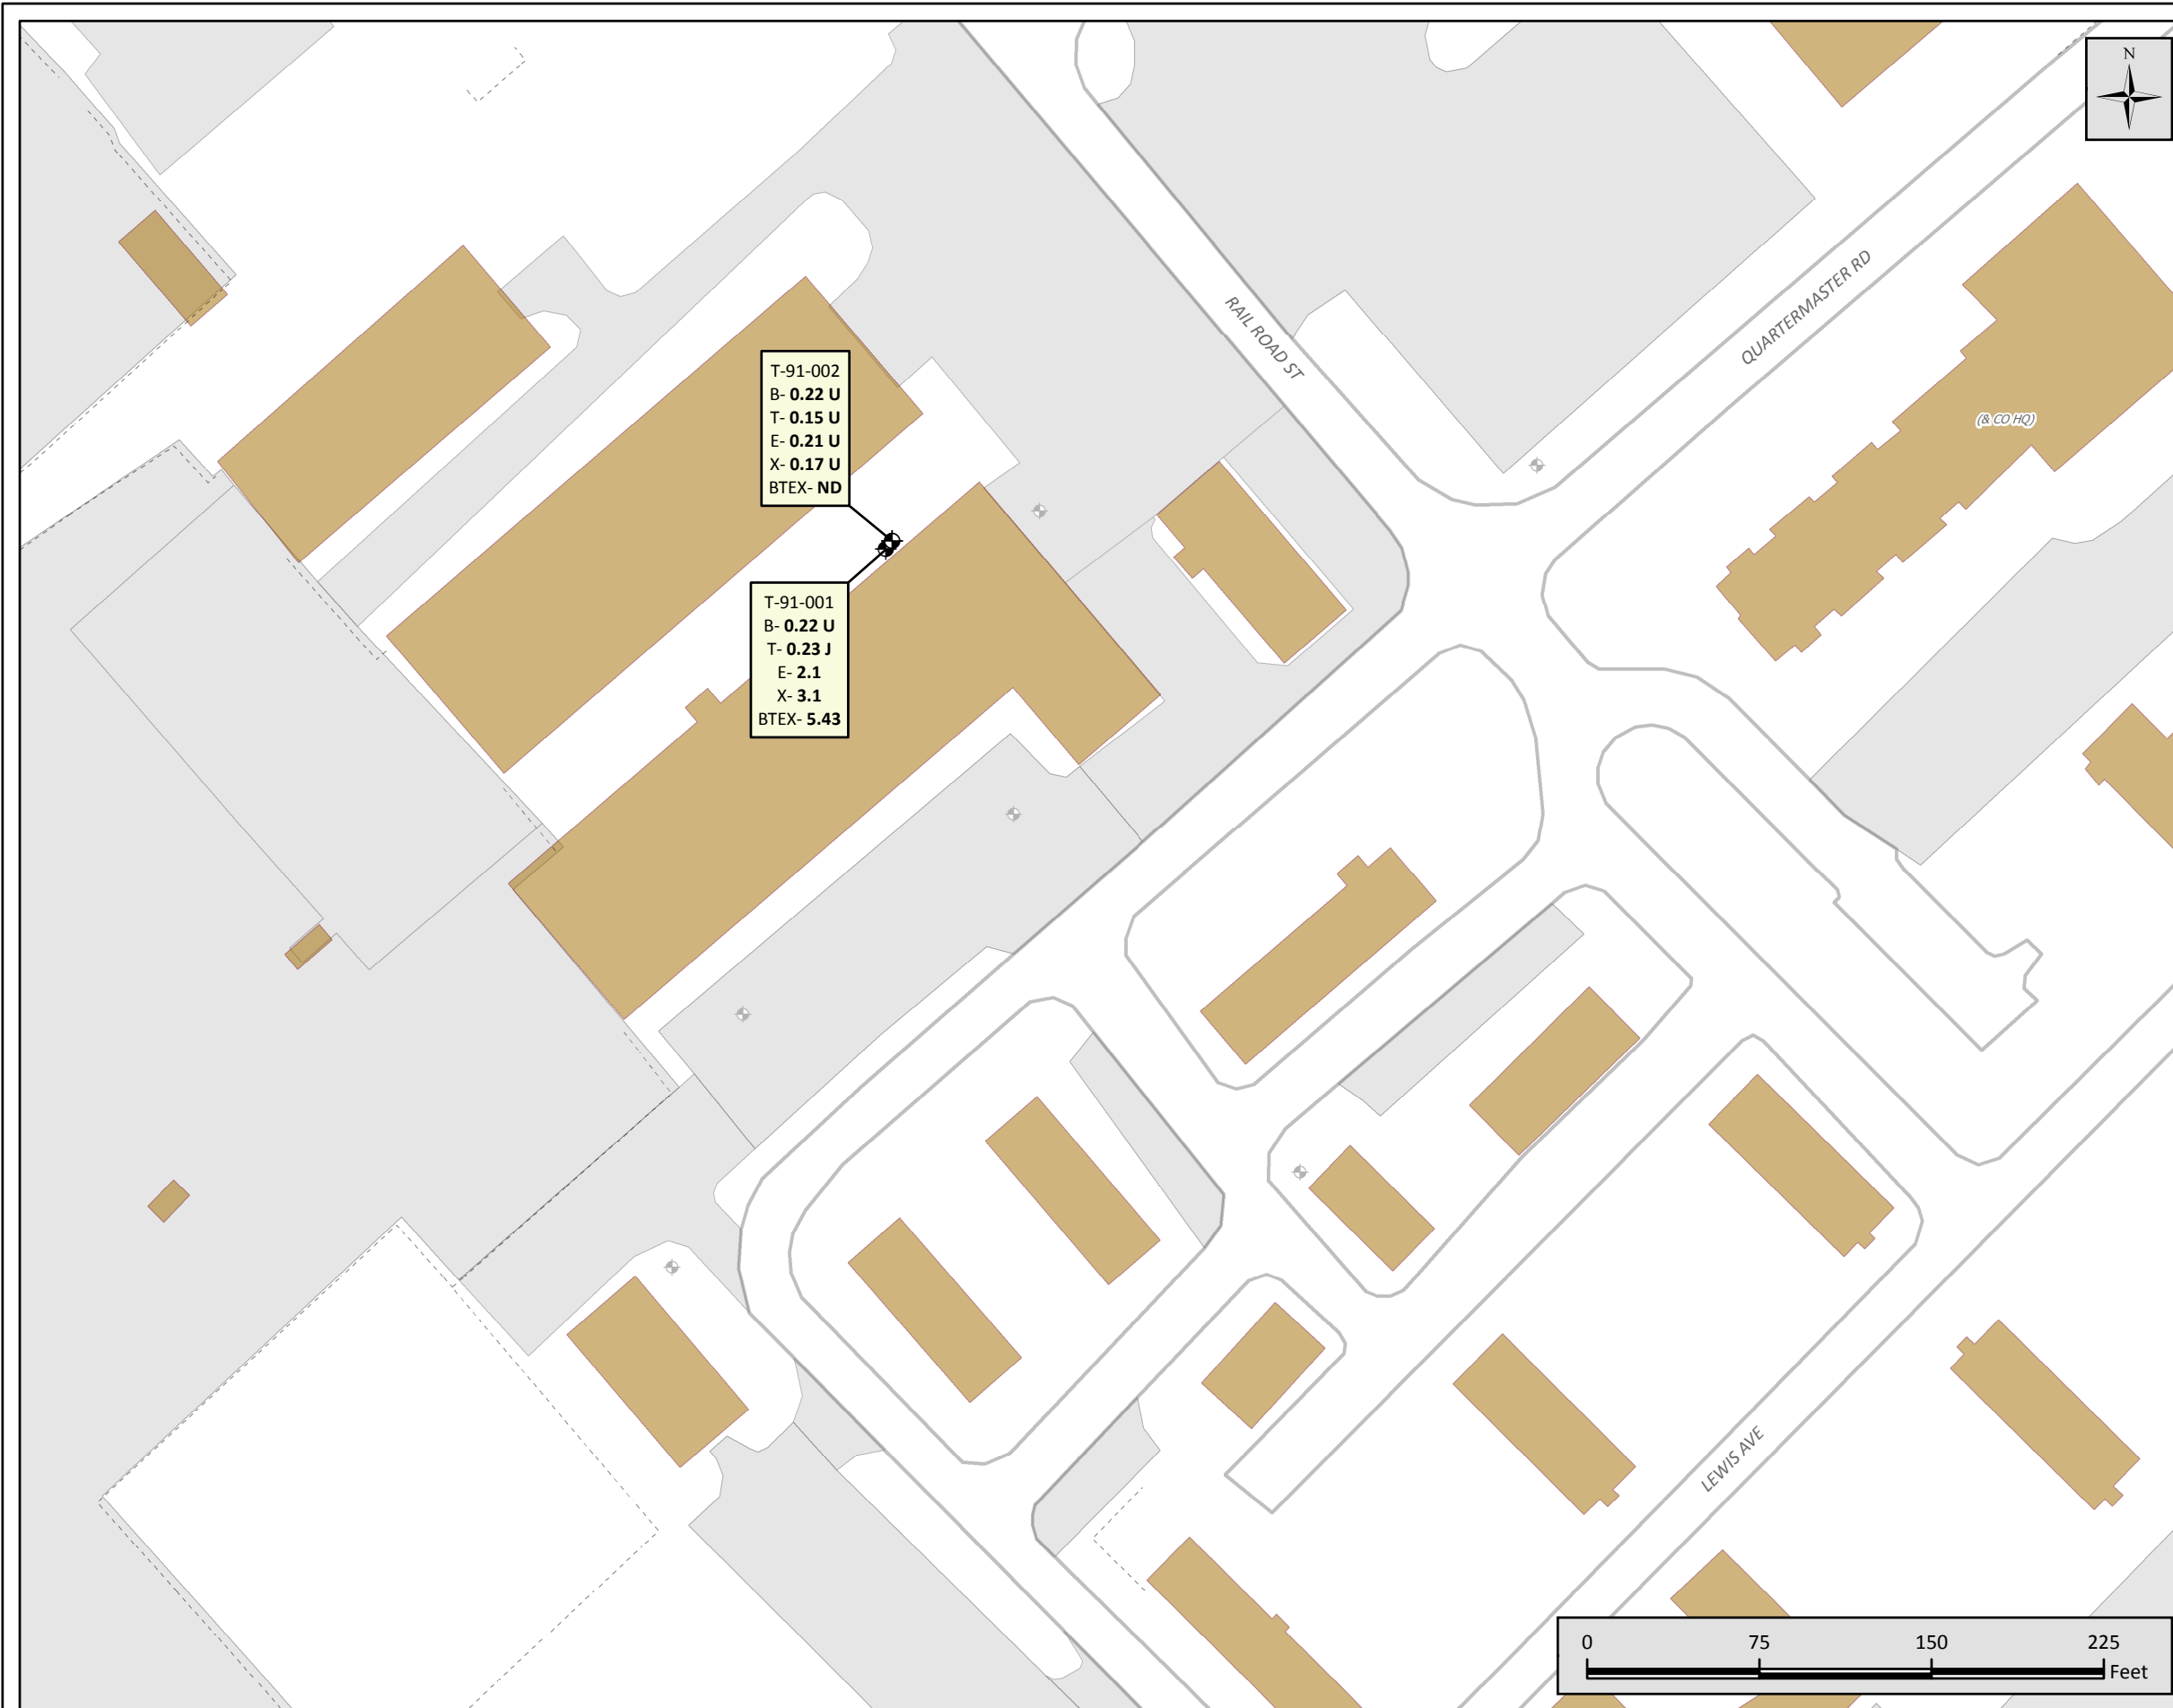 N
RAIL ROAD ST
QUARTERMASTER RD
(& CO HQ)
T-91-002
B- 0.22 U
T- 0.15 U
E- 0.21 U
X- 0.17 U
BTEX- ND
T-91-001
B- 0.22 U
T- 0.23 J
E- 2.1
X- 3.1
BTEX- 5.43
LEWIS AVE
0 75 150 225
Feet